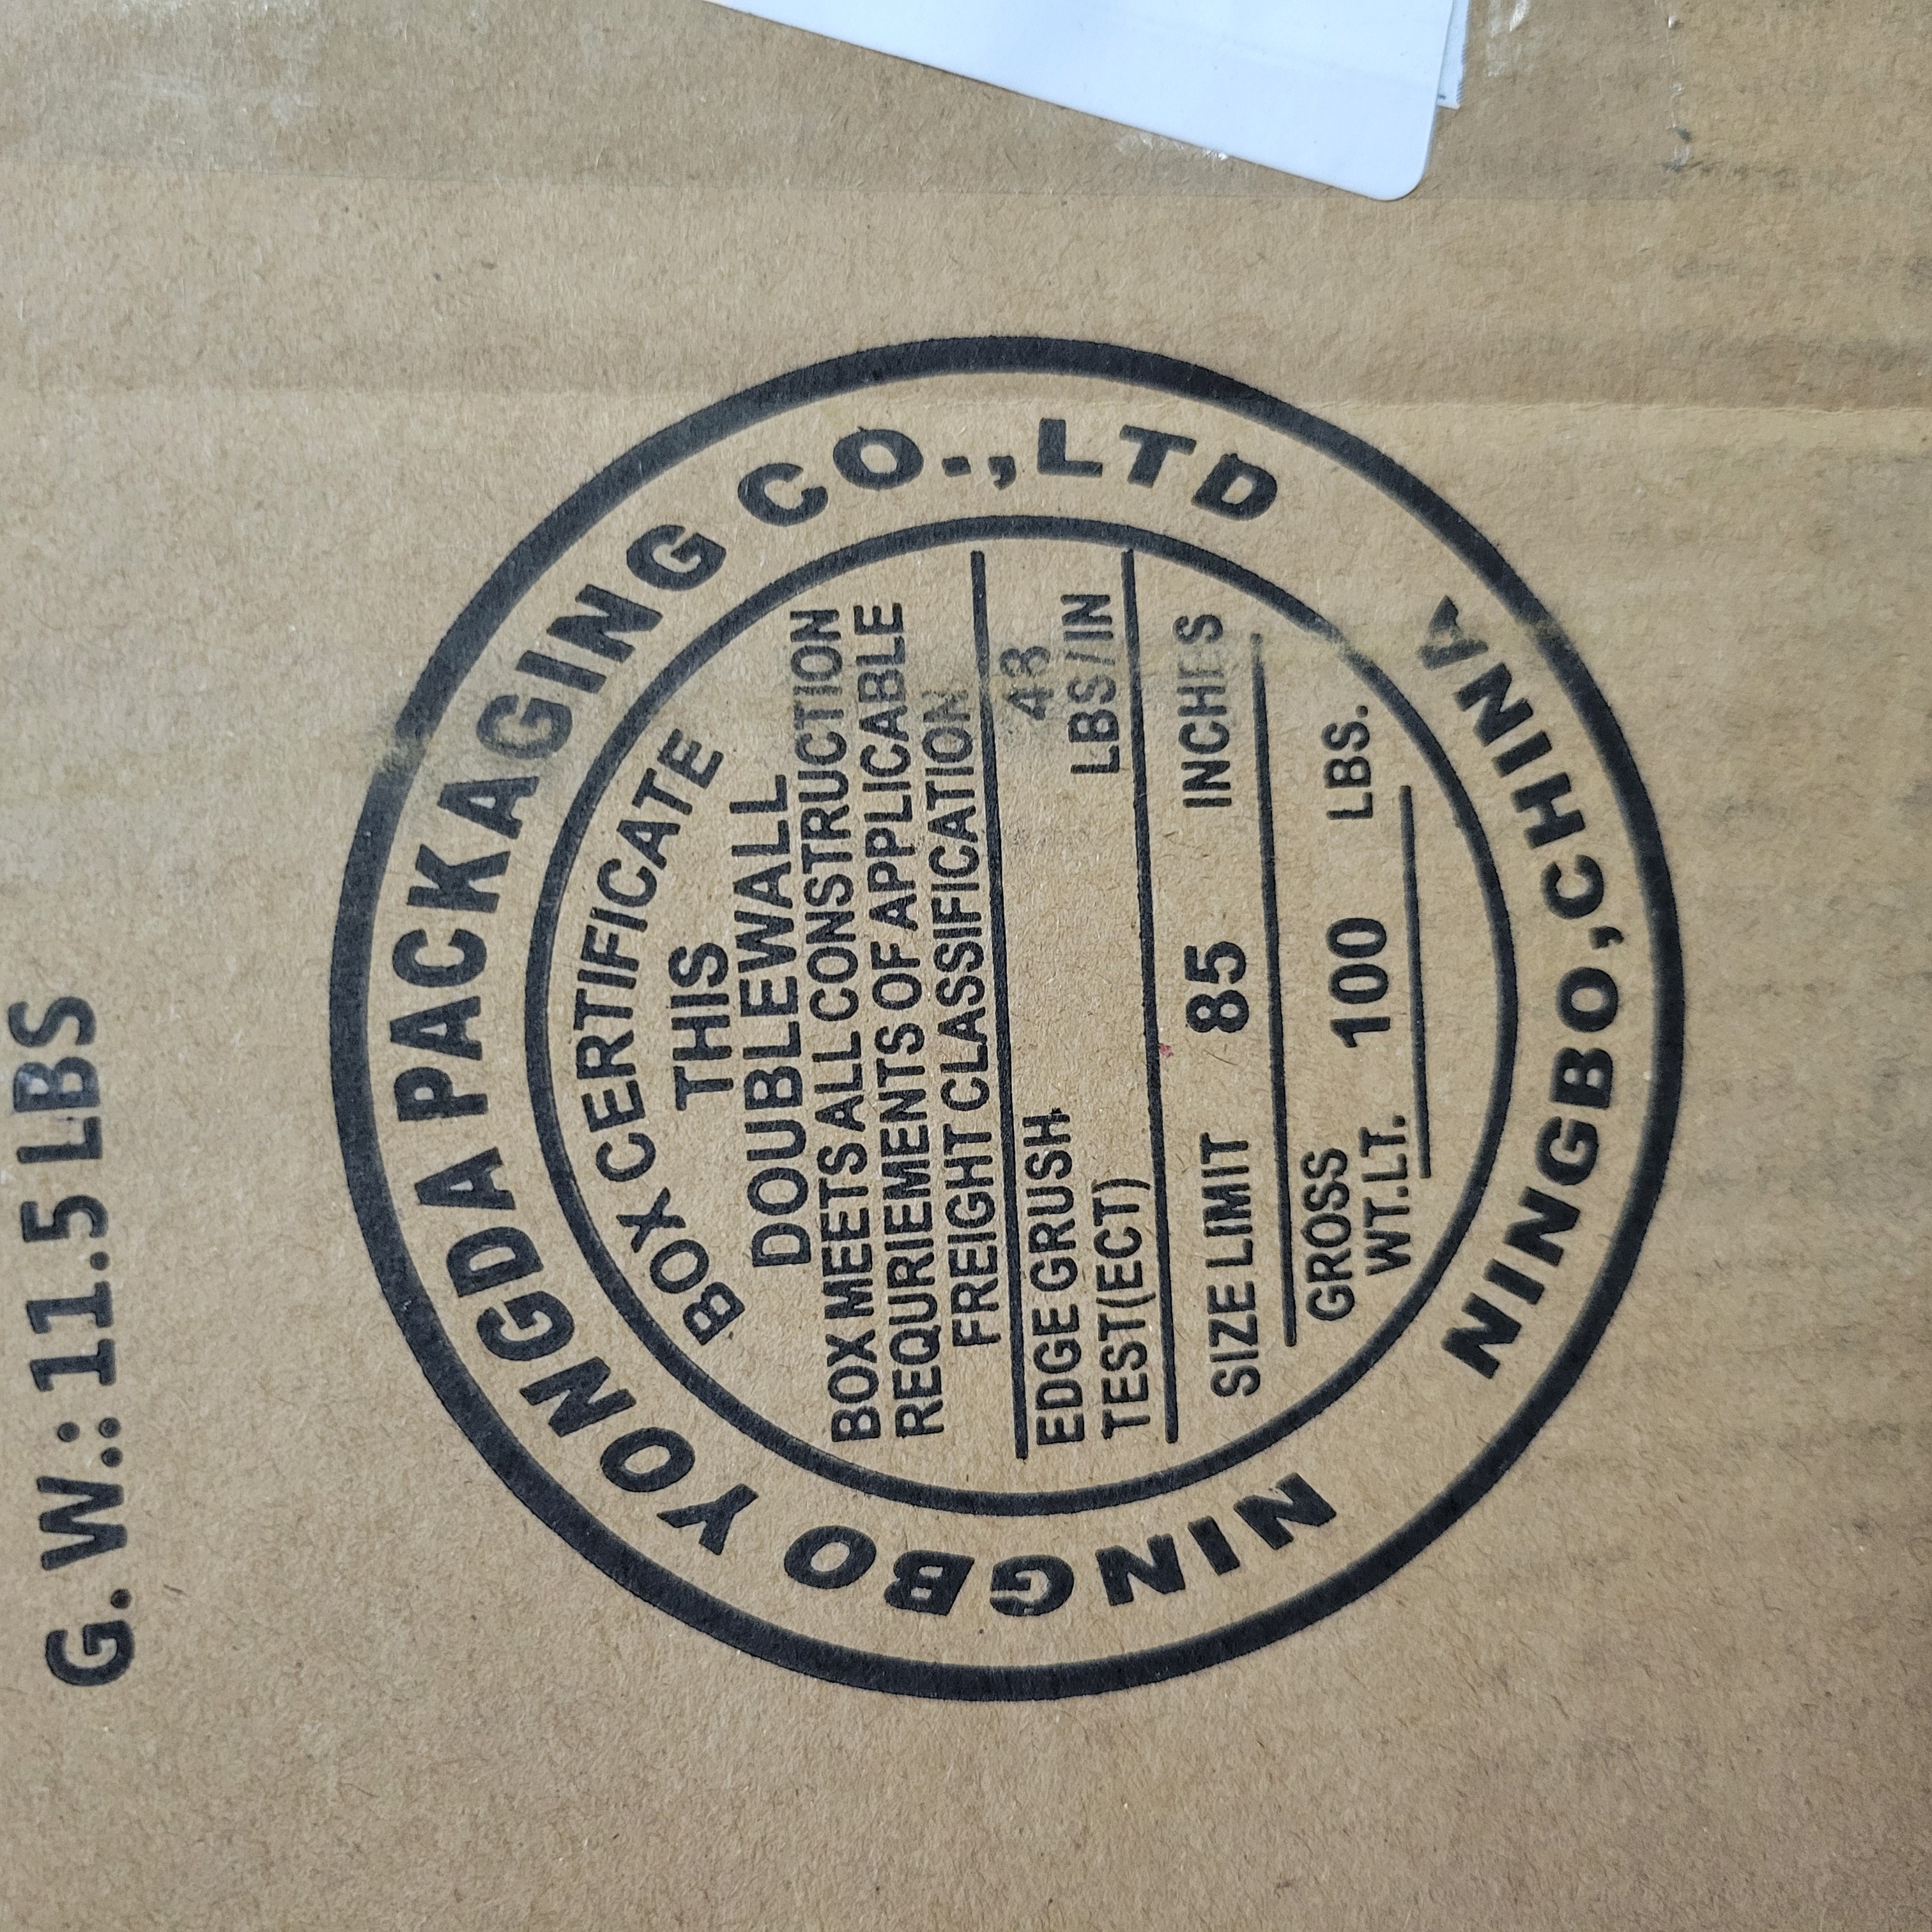 G. W.: 11.5 LBS
NINGBO YONGDA PACKAGING CO.,LTD
BOX CERTIFICATE
THIS
DOUBLEWALL
BOX MEETS ALL CONSTRUCTION
REQURIEMENTS OF APPLICABLE
FREIGHT CLASSIFICATION
EDGE GRUSH 48
TEST(ECT) LBS/IN
SIZE LIMIT 85 INCHES
GROSS
WT.LT. 100 LBS.
NINGBO,CHINA